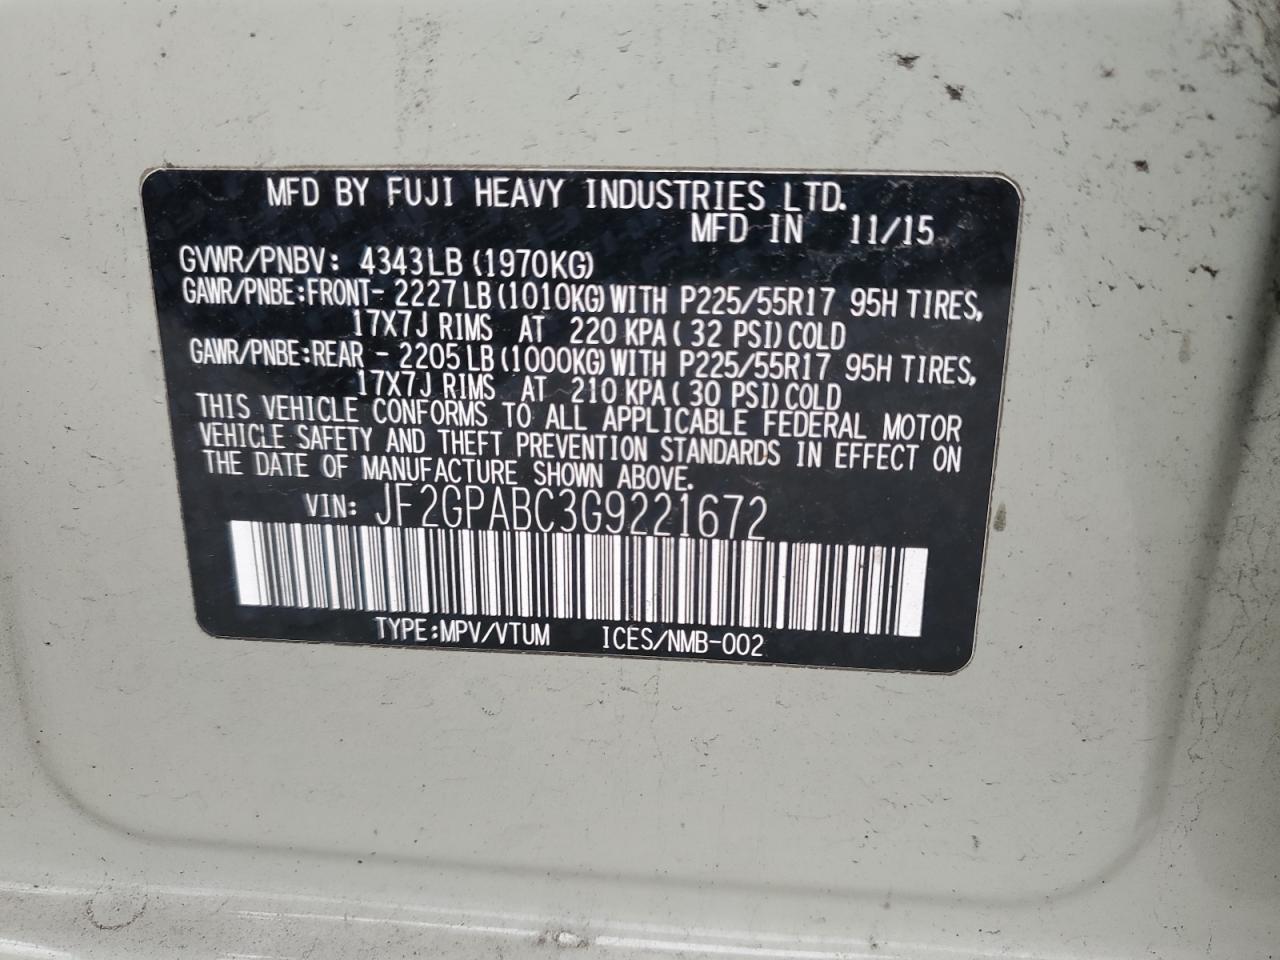 MFD BY FUJI HEAVY INDUSTRIES LTD.
MFD IN 11/15
GVWR/PNBV: 4343LB (1970KG)
GAWR/PNBE:FRONT- 2227 LB (1010KG) WITH P225/55R17 95H TIRES,
17X7J RIMS AT 220 KPA ( 32 PSI) COLD
GAWR/PNBE:REAR - 2205 LB (1000KG) WITH P225/55R17 95H TIRES,
17X7J RIMS AT 210 KPA ( 30 PSI) COLD
THIS VEHICLE CONFORMS TO ALL APPLICABLE FEDERAL MOTOR
VEHICLE SAFETY AND THEFT PREVENTION STANDARDS IN EFFECT ON
THE DATE OF MANUFACTURE SHOWN ABOVE.
VIN: JF2GPABC3G9221672
TYPE:MPV/VTUM ICES/NMB-002